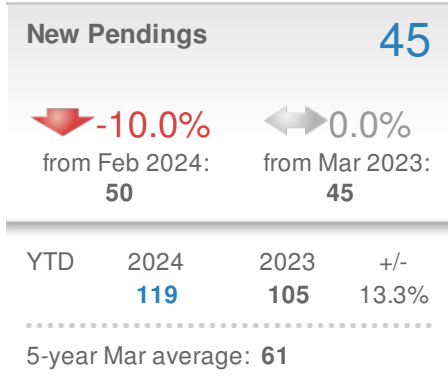 New Pendings 45
-10.0% 0.0%
from Feb 2024: from Mar 2023:
50 45
YTD 2024 2023 +/-
119 105 13.3%
5-year Mar average: 61